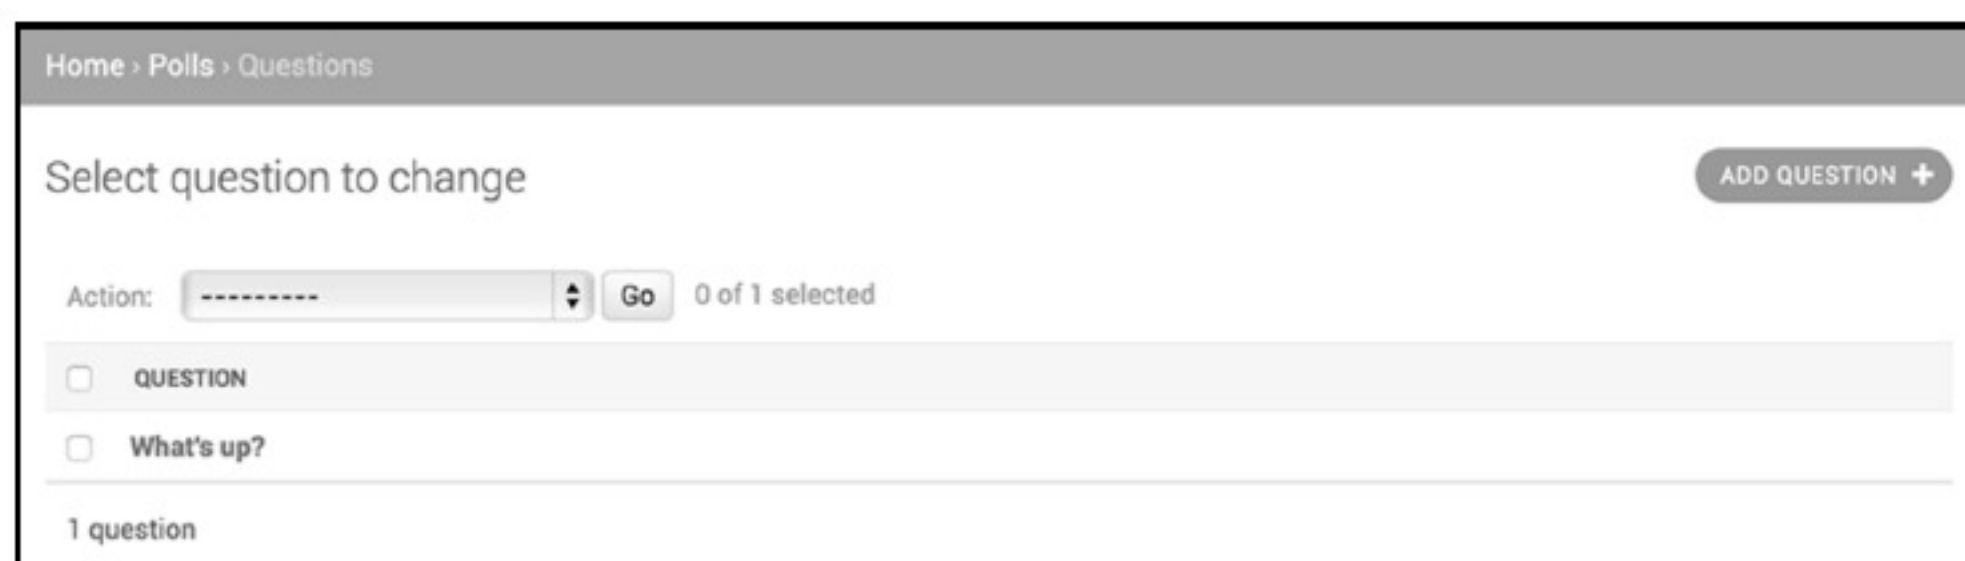 Home › Polls › Questions
Select question to change
ADD QUESTION +
Action: --------- Go 0 of 1 selected
QUESTION
What's up?
1 question